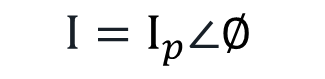 I = I_p∠∅